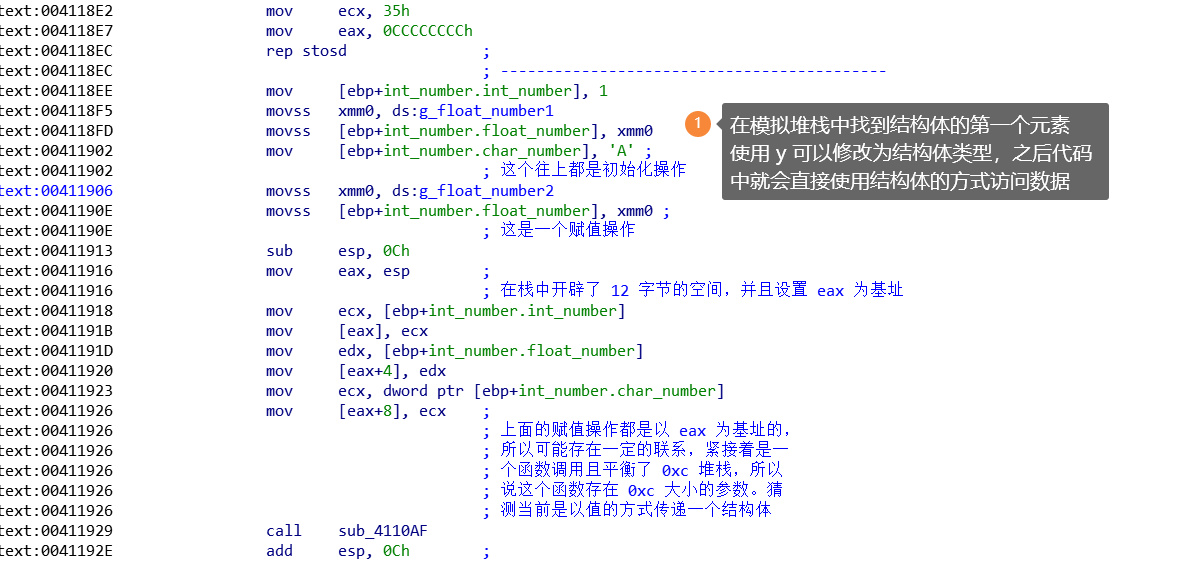 text:004118E2 mov ecx, 35h
text:004118E7 mov eax, 0CCCCCCCCh
text:004118EC rep stosd ;
text:004118EC ; -------------------------------------------
text:004118EE mov [ebp+int_number.int_number], 1
text:004118F5 movss xmm0, ds:g_float_number1
text:004118FD movss [ebp+int_number.float_number], xmm0
text:00411902 mov [ebp+int_number.char_number], 'A' ;
text:00411902 ; 这个往上都是初始化操作
text:00411906 movss xmm0, ds:g_float_number2
text:0041190E movss [ebp+int_number.float_number], xmm0 ;
text:0041190E ; 这是一个赋值操作
text:00411913 sub esp, 0Ch
text:00411916 mov eax, esp ;
text:00411916 ; 在栈中开辟了 12 字节的空间，并且设置 eax 为基址
text:00411918 mov ecx, [ebp+int_number.int_number]
text:0041191B mov [eax], ecx
text:0041191D mov edx, [ebp+int_number.float_number]
text:00411920 mov [eax+4], edx
text:00411923 mov ecx, dword ptr [ebp+int_number.char_number]
text:00411926 mov [eax+8], ecx ;
text:00411926 ; 上面的赋值操作都是以 eax 为基址的，
text:00411926 ; 所以可能存在一定的联系，紧接着是一
text:00411926 ; 个函数调用且平衡了 0xc 堆栈，所以
text:00411926 ; 说这个函数存在 0xc 大小的参数。猜
text:00411926 ; 测当前是以值的方式传递一个结构体
text:00411929 call sub_4110AF
text:0041192E add esp, 0Ch ;
1
在模拟堆栈中找到结构体的第一个元素
使用 y 可以修改为结构体类型，之后代码
中就会直接使用结构体的方式访问数据